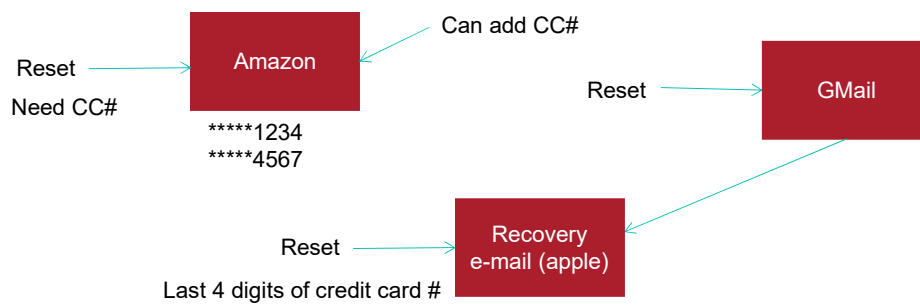 Can add CC#
Amazon
Reset
Need CC#
*****1234
*****4567
Reset
GMail
Recovery
e-mail (apple)
Reset
Last 4 digits of credit card #